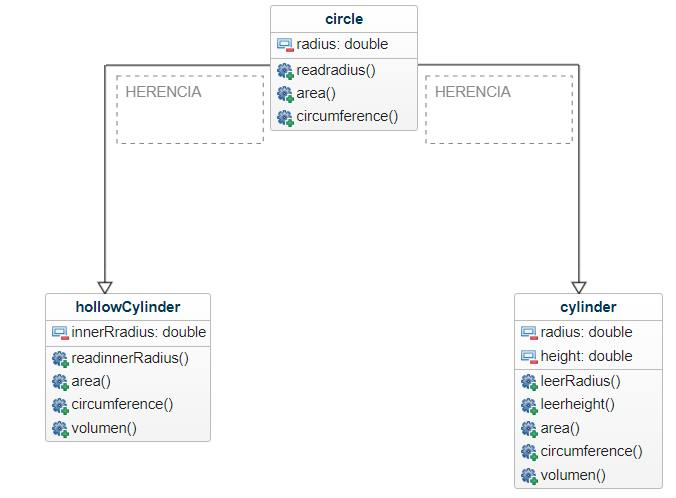 circle
radius: double
readradius()
area()
circumference()
HERENCIA
HERENCIA
hollowCylinder
innerRradius: double
readinnerRadius()
area()
circumference()
volumen()
cylinder
radius: double
height: double
leerRadius()
leerheight()
area()
circumference()
volumen()